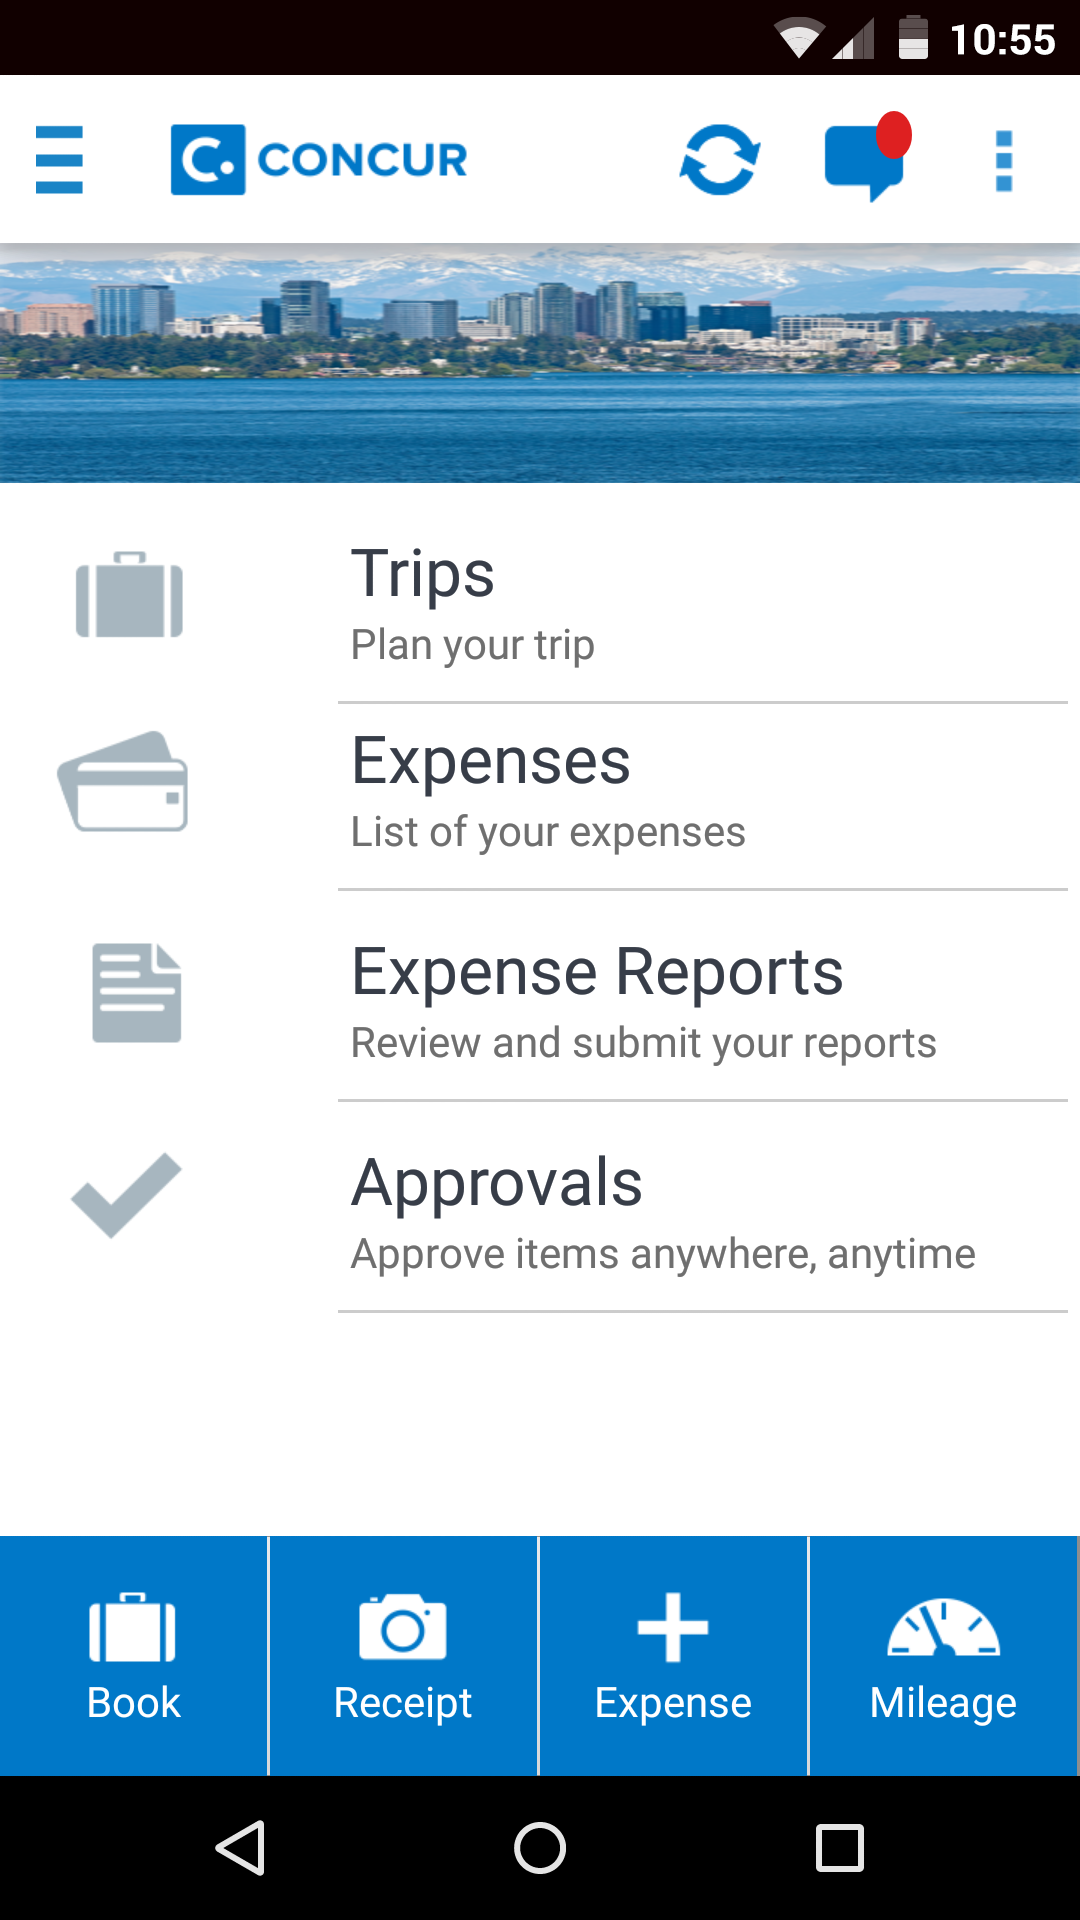 10:55
C. CONCUR
Trips
Plan your trip
Expenses
List of your expenses
Expense Reports
Review and submit your reports
Approvals
Approve items anywhere, anytime
Book Receipt Expense Mileage